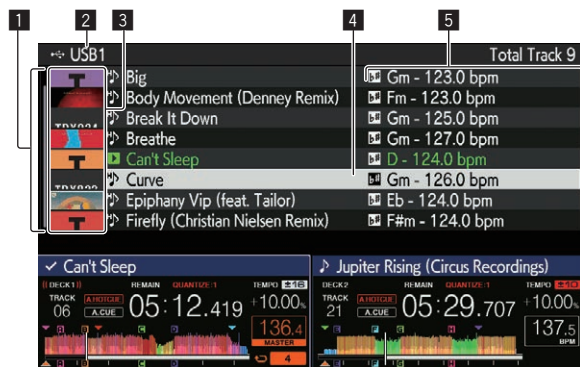 1 2 3 4 5
USB1 Total Track 9
Big Gm - 123.0 bpm
Body Movement (Denney Remix) Fm - 123.0 bpm
Break It Down Gm - 125.0 bpm
Breathe Gm - 127.0 bpm
Can't Sleep D - 124.0 bpm
Curve Gm - 126.0 bpm
Epiphany Vip (feat. Tailor) Eb - 124.0 bpm
Firefly (Christian Nielsen Remix) F#m - 124.0 bpm
Can't Sleep
DECK1 REMAIN QUANTIZE:1 TEMPO ±16
TRACK 06 A.HOTCUE A.CUE 05:12.419 +10.00%
136.4 MASTER
4
Jupiter Rising (Circus Recordings)
DECK2 REMAIN QUANTIZE:1 TEMPO ±10
TRACK 21 A.HOTCUE A.CUE 05:29.707 +10.00%
137.5 BPM